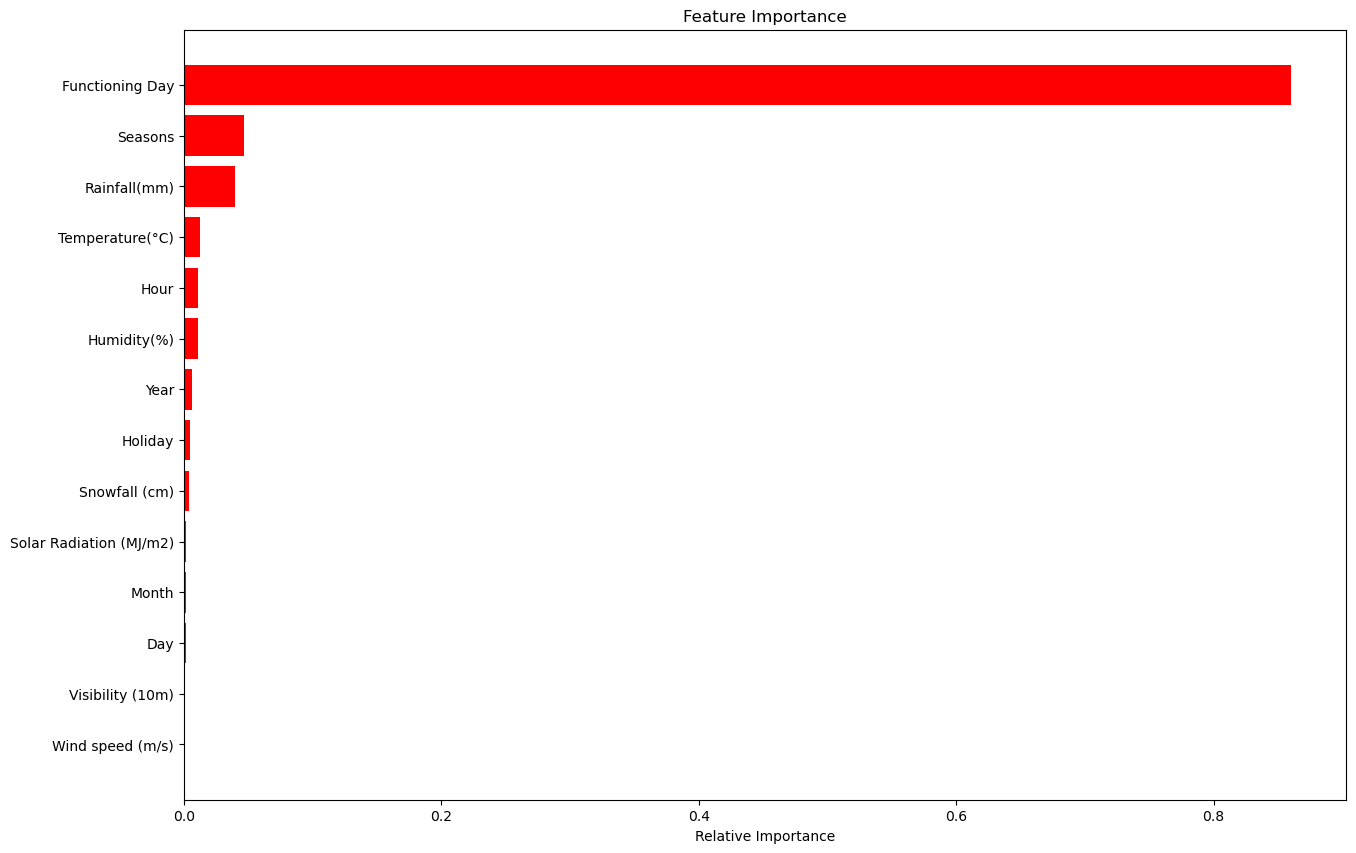 Feature Importance
Functioning Day
Seasons
Rainfall(mm)
Temperature(°C)
Hour
Humidity(%)
Year
Holiday
Snowfall (cm)
Solar Radiation (MJ/m2)
Month
Day
Visibility (10m)
Wind speed (m/s)
0.0 0.2 0.4 0.6 0.8
Relative Importance